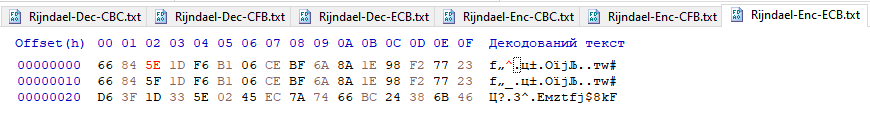 Rijndael-Dec-CBC.txt Rijndael-Dec-CFB.txt Rijndael-Dec-ECB.txt Rijndael-Enc-CBC.txt Rijndael-Enc-CFB.txt Rijndael-Enc-ECB.txt
Offset(h) 00 01 02 03 04 05 06 07 08 09 0A 0B 0C 0D 0E 0F Декодований текст
00000000 66 84 5E 1D F6 B1 06 CE BF 6A 8A 1E 98 F2 77 23 f„^.ц±.ОїjЉ..тw#
00000010 66 84 5F 1D F6 B1 06 CE BF 6A 8A 1E 98 F2 77 23 f„_.ц±.ОїjЉ..тw#
00000020 D6 3F 1D 33 5E 02 45 EC 7A 74 66 BC 24 38 6B 46 Ц?.3^.Емztfј$8kF